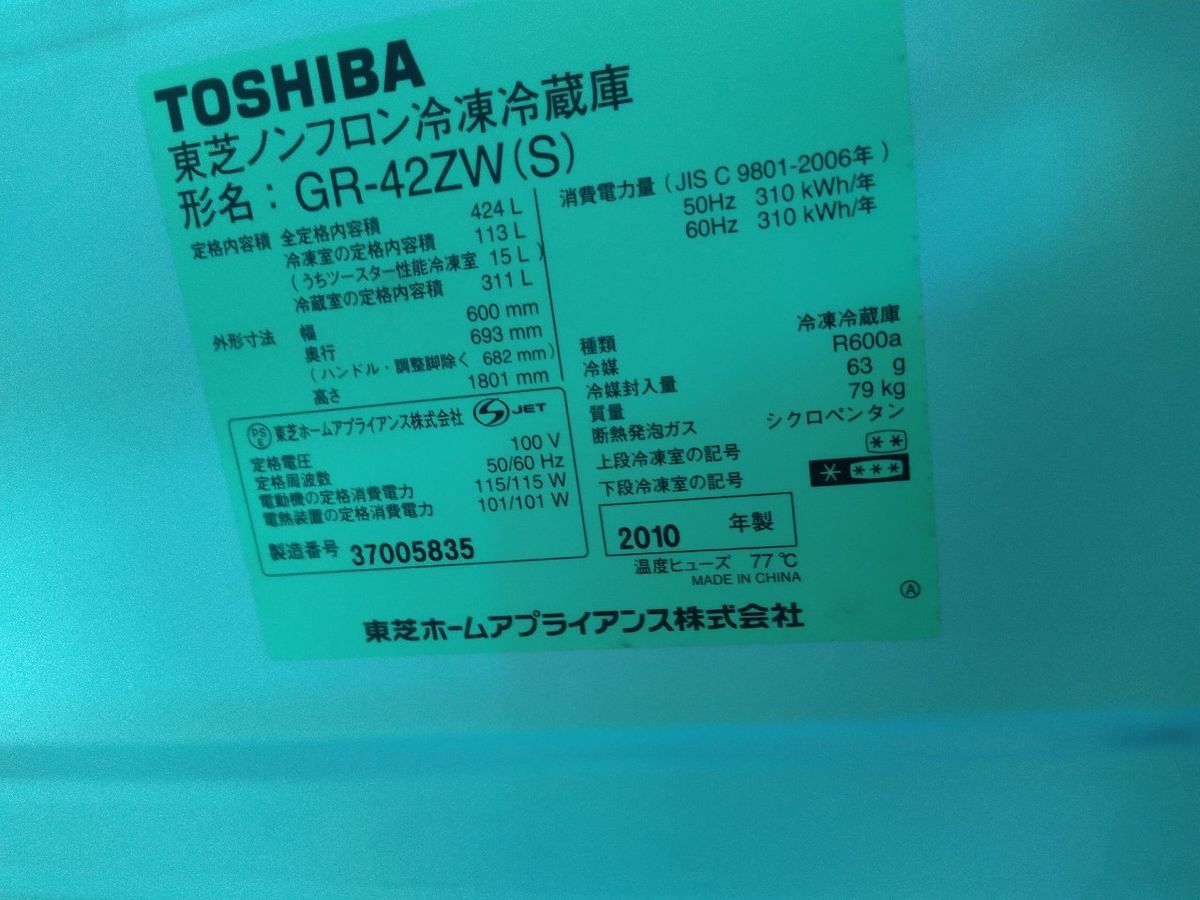 TOSHIBA
東芝ノンフロン冷凍冷蔵庫
形名：GR-42ZW(S)
定格内容積 全定格内容積 424 L
冷凍室の定格内容積 113 L
(うちツースター性能冷凍室 15 L)
冷蔵室の定格内容積 311 L
外形寸法 幅 600 mm
奥行 693 mm
(ハンドル・調整脚除く 682 mm)
高さ 1801 mm
PS E 東芝ホームアプライアンス株式会社 JET
定格電圧 100 V
定格周波数 50/60 Hz
電動機の定格消費電力 115/115 W
電熱装置の定格消費電力 101/101 W
製造番号 37005835
消費電力量 (JIS C 9801-2006年)
50Hz 310 kWh/年
60Hz 310 kWh/年
種類 冷凍冷蔵庫
冷媒 R600a
冷媒封入量 63 g
質量 79 kg
断熱発泡ガス シクロペンタン
上段冷凍室の記号 **
下段冷凍室の記号 * ***
2010 年製
温度ヒューズ 77 ℃
MADE IN CHINA
Ⓐ
東芝ホームアプライアンス株式会社